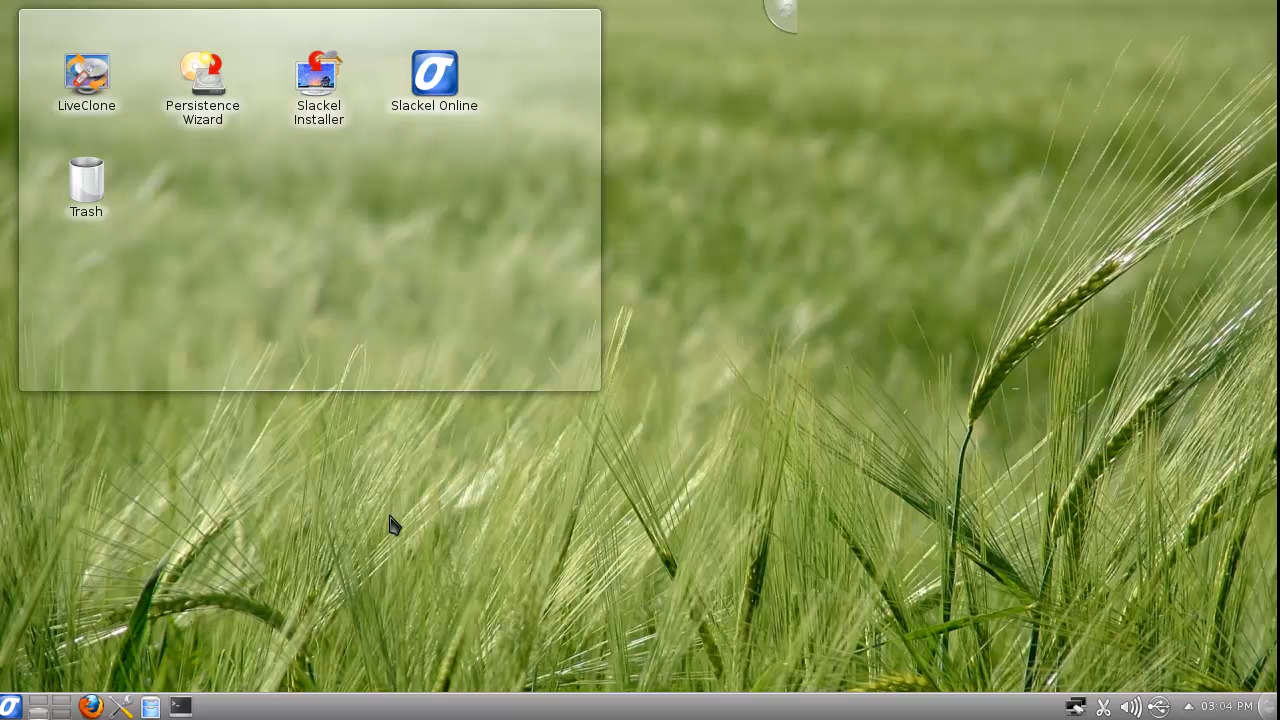 LiveClone
Persistence
Wizard
Slackel
Installer
Slackel Online
Trash
03:04 PM